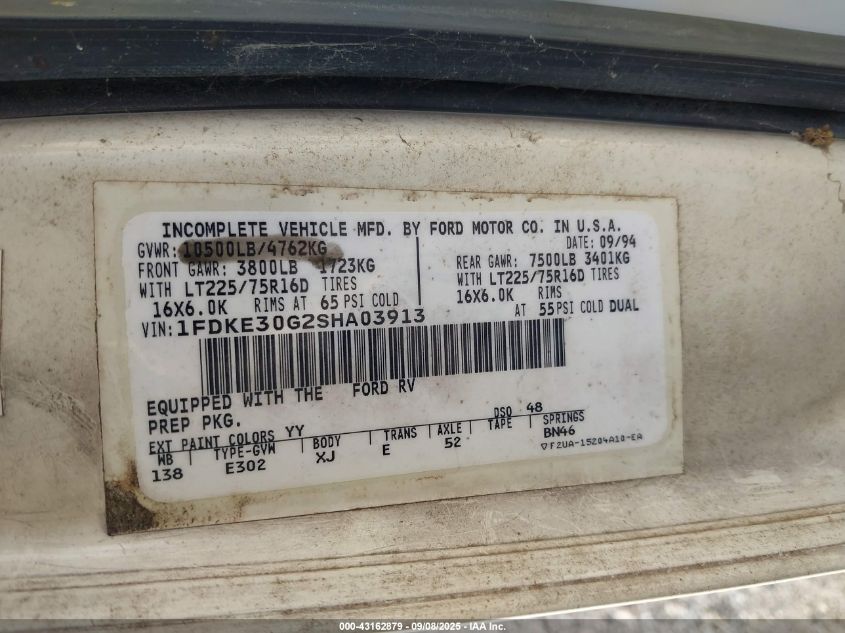 INCOMPLETE VEHICLE MFD. BY FORD MOTOR CO. IN U.S.A.
GVWR: 10500LB/4762KG
DATE: 09/94
FRONT GAWR: 3800LB 1723KG
REAR GAWR: 7500LB 3401KG
WITH LT225/75R16D TIRES
WITH LT225/75R16D TIRES
16X6.0K RIMS AT 65 PSI COLD
16X6.0K RIMS
AT 55PSI COLD DUAL
VIN: 1FDKE30G2SHA03913
EQUIPPED WITH THE FORD RV
PREP PKG.
DSO 48
EXT PAINT COLORS YY
WB TYPE-GVW BODY TRANS AXLE TAPE SPRINGS
138 E302 XJ E 52 BN46
▽F2UA-15204A10-EA
000-43162879 - 09/08/2025 - IAA Inc.